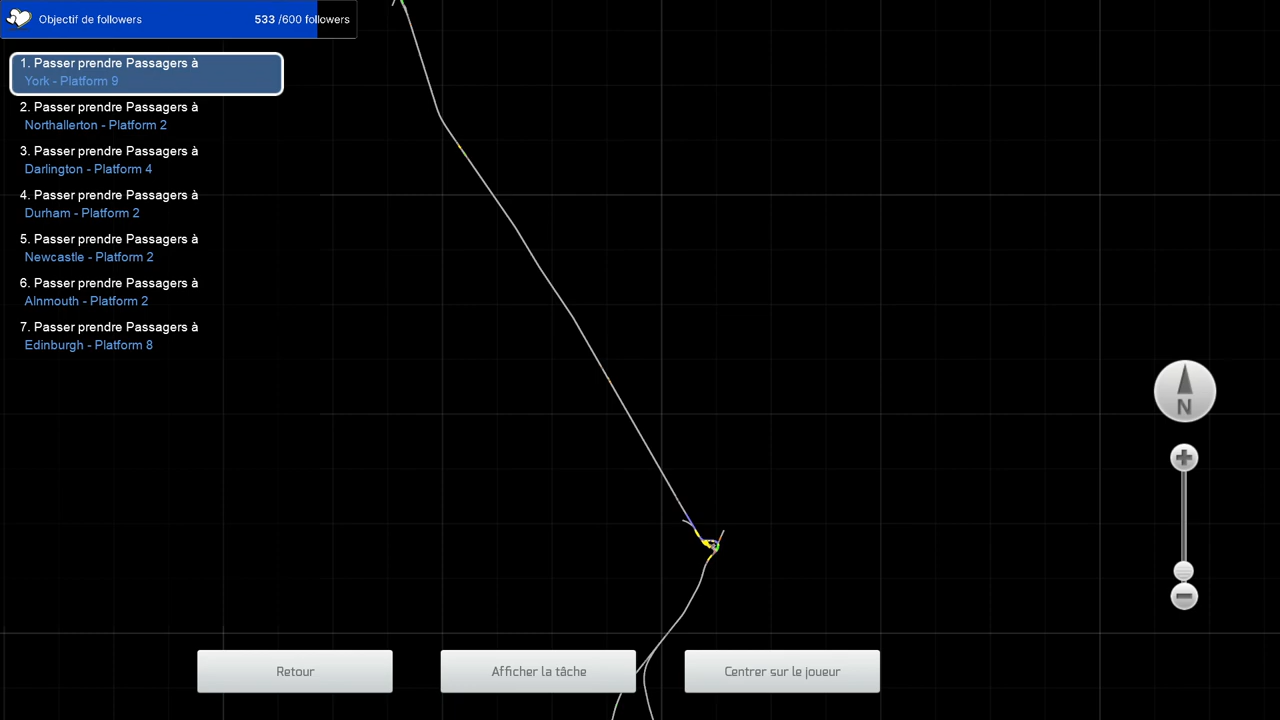 Objectif de followers 533 /600 followers
1. Passer prendre Passagers à
York - Platform 9
2. Passer prendre Passagers à
Northallerton - Platform 2
3. Passer prendre Passagers à
Darlington - Platform 4
4. Passer prendre Passagers à
Durham - Platform 2
5. Passer prendre Passagers à
Newcastle - Platform 2
6. Passer prendre Passagers à
Alnmouth - Platform 2
7. Passer prendre Passagers à
Edinburgh - Platform 8
N
Retour
Afficher la tâche
Centrer sur le joueur